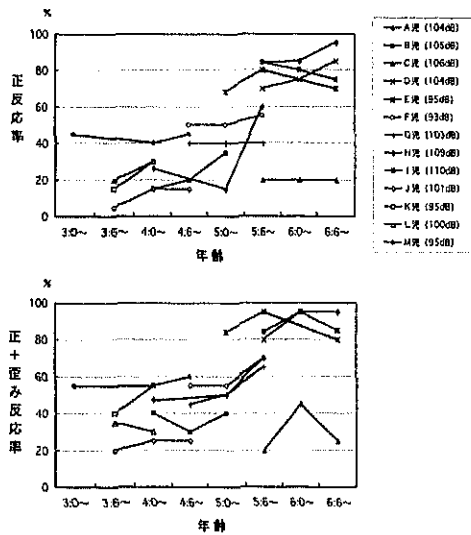 %
100
80
60
40
20
0
正反応率
3:0~ 3:6~ 4:0~ 4:6~ 5:0~ 5:6~ 6:0~ 6:6~
年齢
A児 (104dB)
B児 (105dB)
C児 (106dB)
D児 (104dB)
E児 (95dB)
F児 (93dB)
G児 (103dB)
H児 (109dB)
I児 (110dB)
J児 (101dB)
K児 (95dB)
L児 (100dB)
M児 (95dB)
%
100
80
60
40
20
0
正+歪み反応率
3:0~ 3:6~ 4:0~ 4:6~ 5:0~ 5:6~ 6:0~ 6:6~
年齢